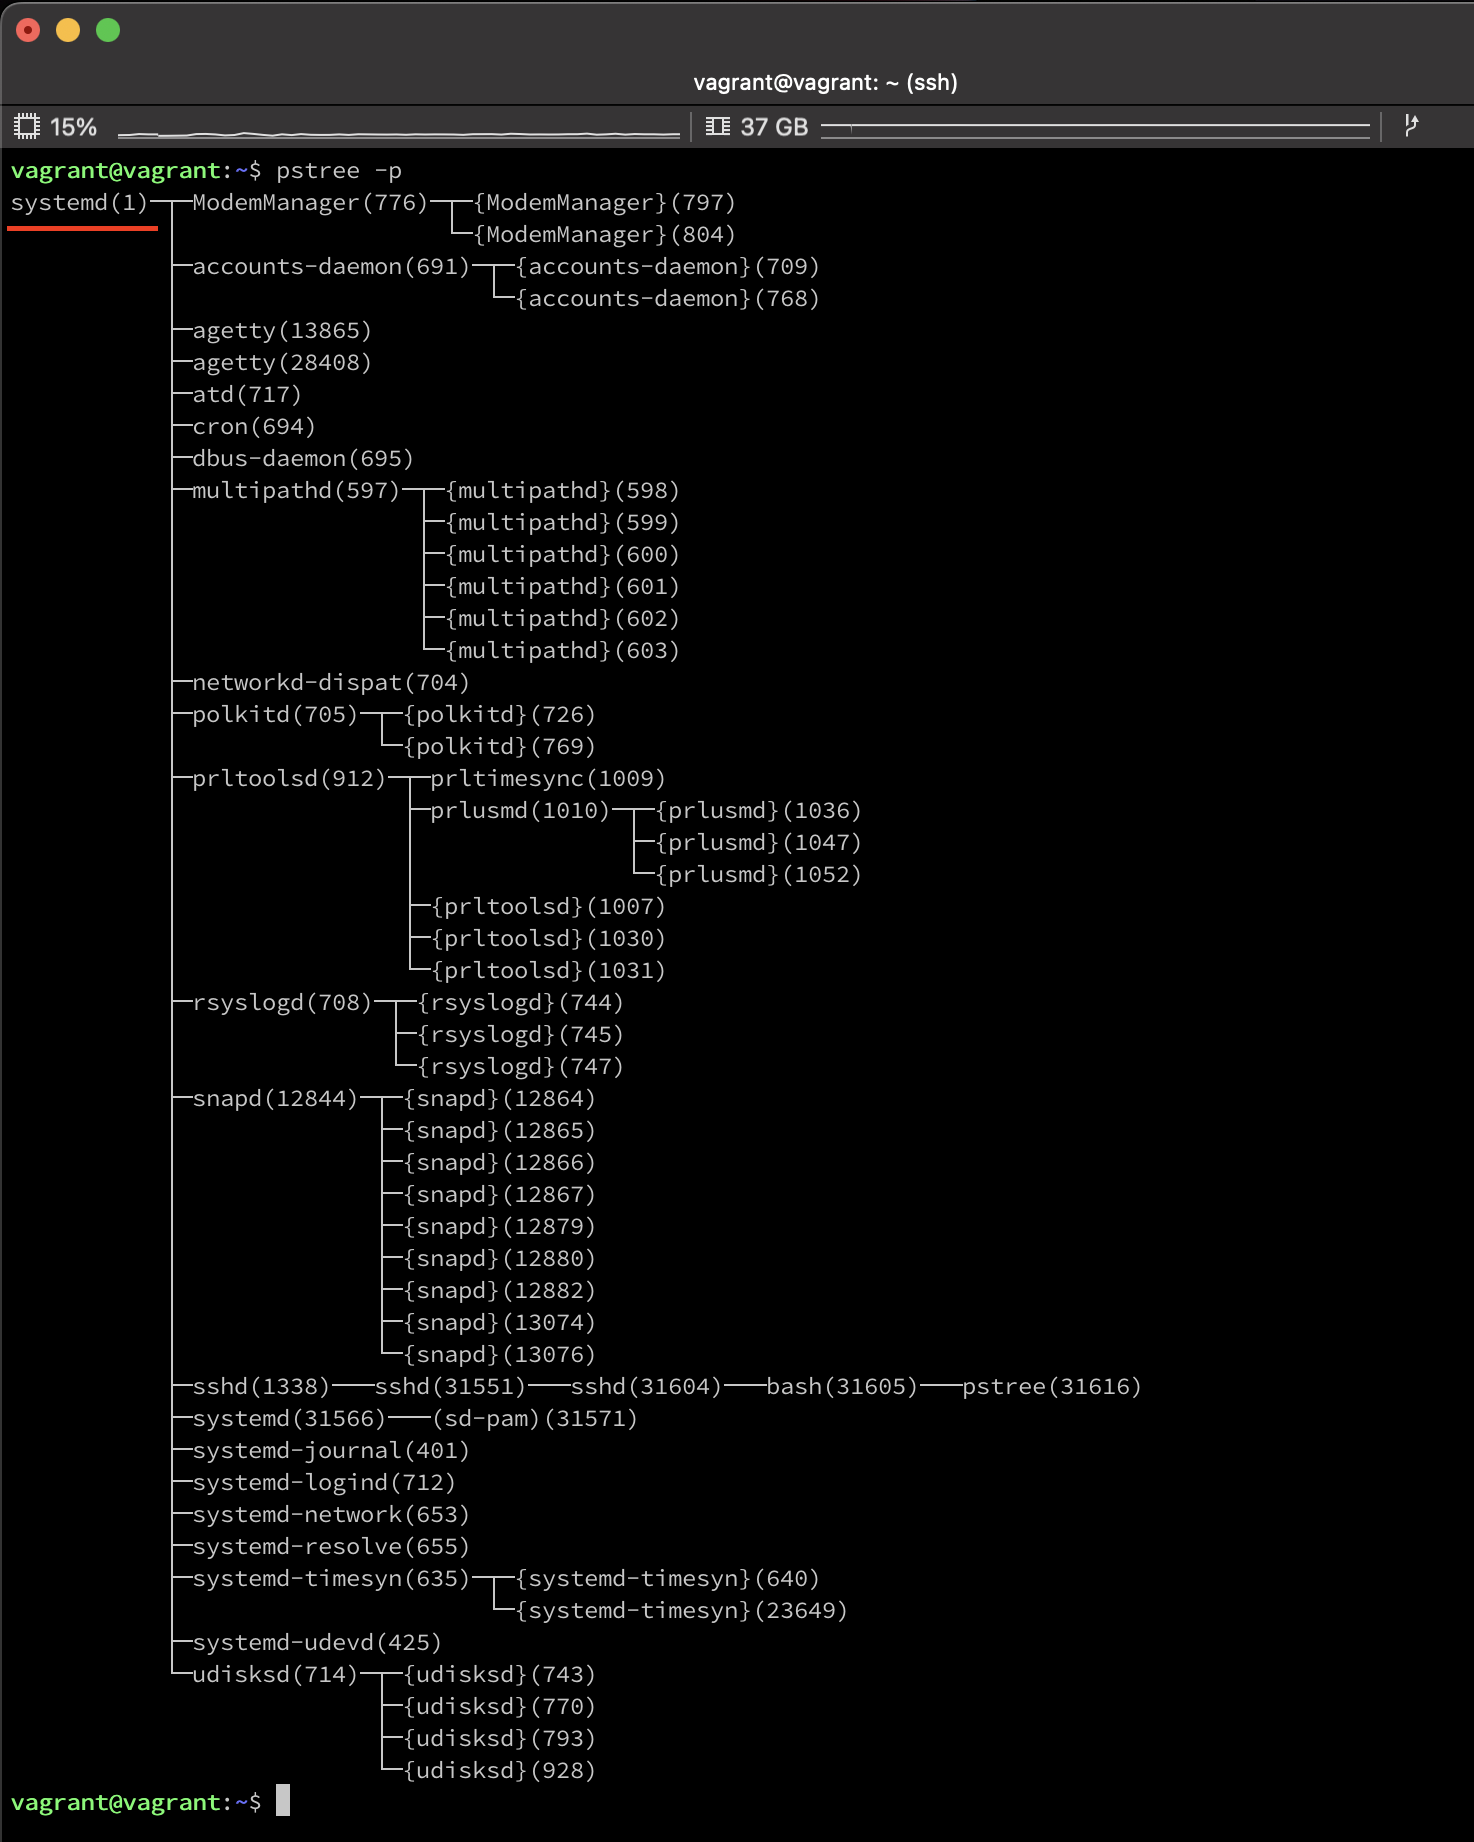 vagrant@vagrant: ~ (ssh)
15% 37 GB
vagrant@vagrant:~$ pstree -p
systemd(1)─┬─ModemManager(776)─┬─{ModemManager}(797)
           │                   └─{ModemManager}(804)
           ├─accounts-daemon(691)─┬─{accounts-daemon}(709)
           │                      └─{accounts-daemon}(768)
           ├─agetty(13865)
           ├─agetty(28408)
           ├─atd(717)
           ├─cron(694)
           ├─dbus-daemon(695)
           ├─multipathd(597)─┬─{multipathd}(598)
           │                 ├─{multipathd}(599)
           │                 ├─{multipathd}(600)
           │                 ├─{multipathd}(601)
           │                 ├─{multipathd}(602)
           │                 └─{multipathd}(603)
           ├─networkd-dispat(704)
           ├─polkitd(705)─┬─{polkitd}(726)
           │              └─{polkitd}(769)
           ├─prltoolsd(912)─┬─prltimesync(1009)
           │                ├─prlusmd(1010)─┬─{prlusmd}(1036)
           │                │               ├─{prlusmd}(1047)
           │                │               └─{prlusmd}(1052)
           │                ├─{prltoolsd}(1007)
           │                ├─{prltoolsd}(1030)
           │                └─{prltoolsd}(1031)
           ├─rsyslogd(708)─┬─{rsyslogd}(744)
           │               ├─{rsyslogd}(745)
           │               └─{rsyslogd}(747)
           ├─snapd(12844)─┬─{snapd}(12864)
           │              ├─{snapd}(12865)
           │              ├─{snapd}(12866)
           │              ├─{snapd}(12867)
           │              ├─{snapd}(12879)
           │              ├─{snapd}(12880)
           │              ├─{snapd}(12882)
           │              ├─{snapd}(13074)
           │              └─{snapd}(13076)
           ├─sshd(1338)───sshd(31551)───sshd(31604)───bash(31605)───pstree(31616)
           ├─systemd(31566)───(sd-pam)(31571)
           ├─systemd-journal(401)
           ├─systemd-logind(712)
           ├─systemd-network(653)
           ├─systemd-resolve(655)
           ├─systemd-timesyn(635)─┬─{systemd-timesyn}(640)
           │                      └─{systemd-timesyn}(23649)
           ├─systemd-udevd(425)
           └─udisksd(714)─┬─{udisksd}(743)
                          ├─{udisksd}(770)
                          ├─{udisksd}(793)
                          └─{udisksd}(928)
vagrant@vagrant:~$